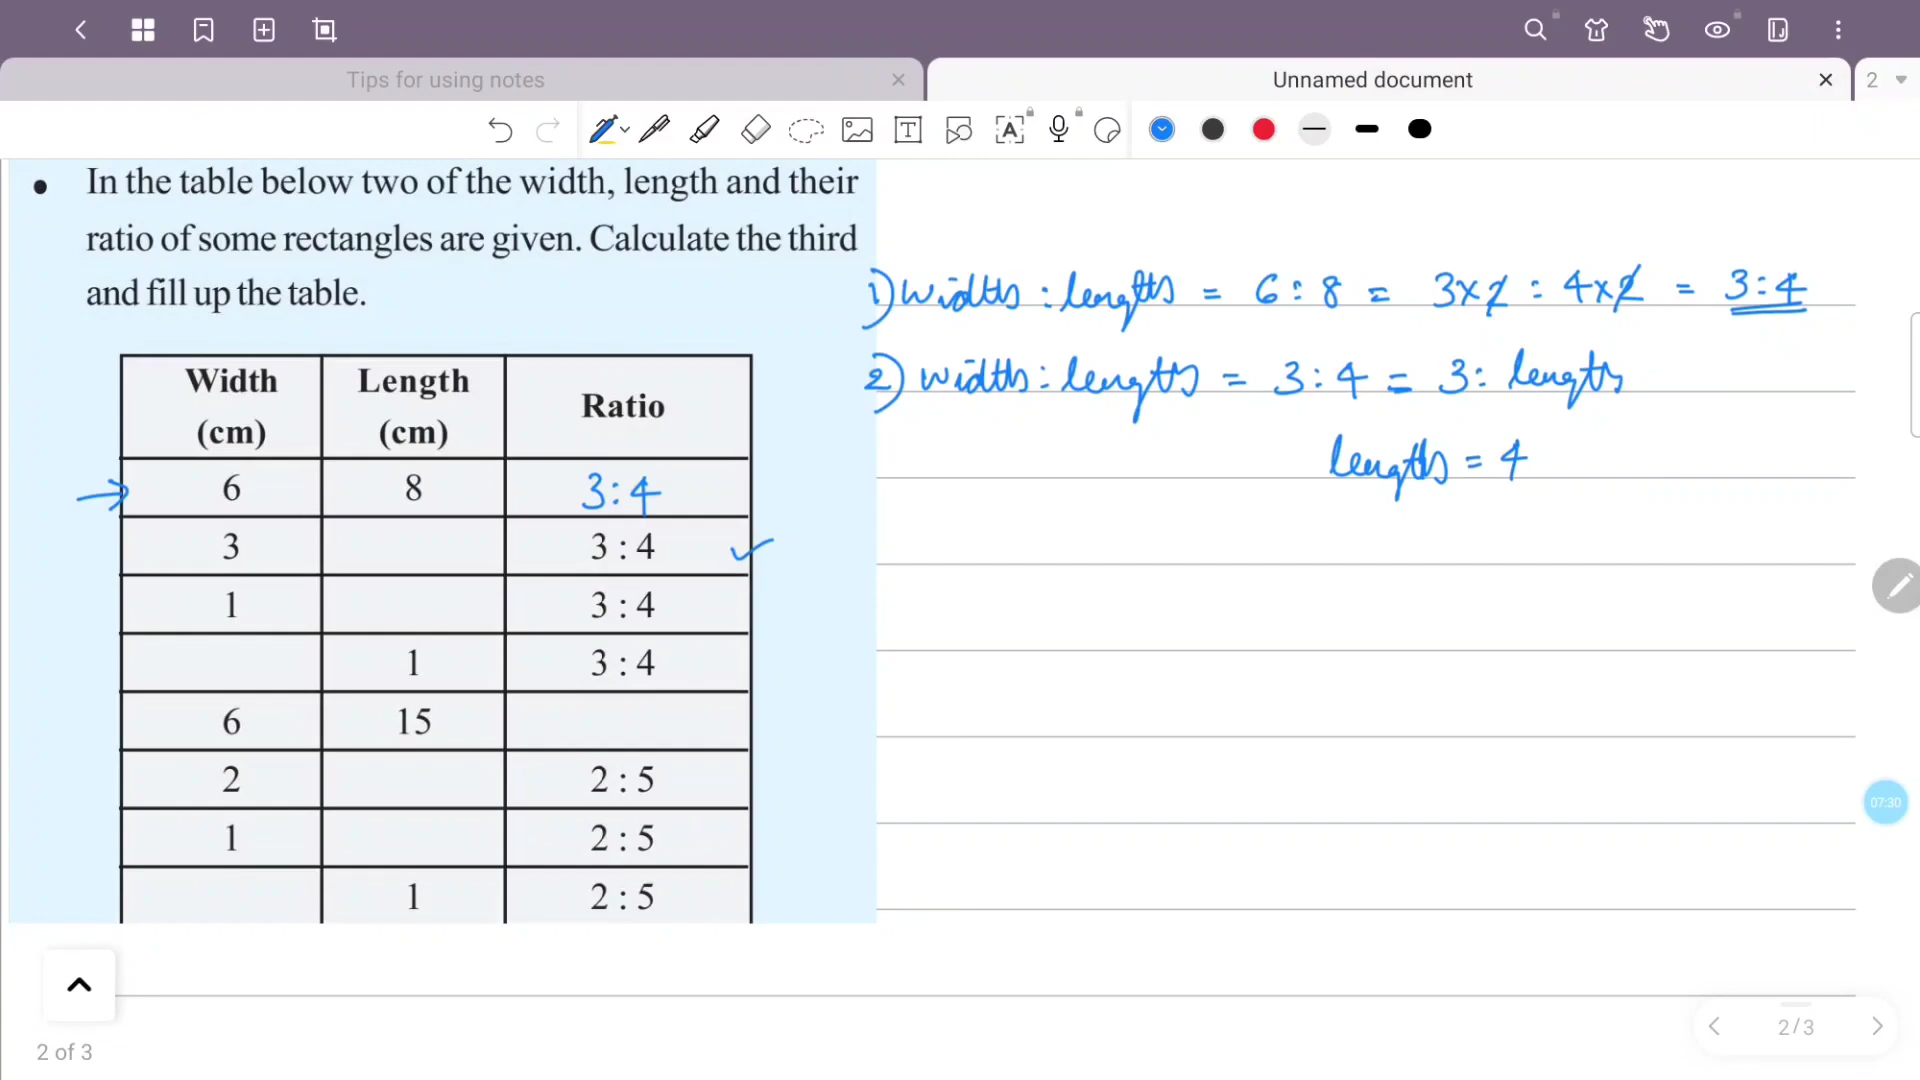 Tips for using notes
Unnamed document
2
• In the table below two of the width, length and their
ratio of some rectangles are given. Calculate the third
and fill up the table.
Width (cm) Length (cm) Ratio
6 8 3:4
3 3 : 4
1 3 : 4
1 3 : 4
6 15
2 2 : 5
1 2 : 5
1 2 : 5
1) width : length = 6 : 8 = 3×2 : 4×2 = 3:4
2) width : length = 3 : 4 = 3 : length
length = 4
07:30
2 of 3
2/3